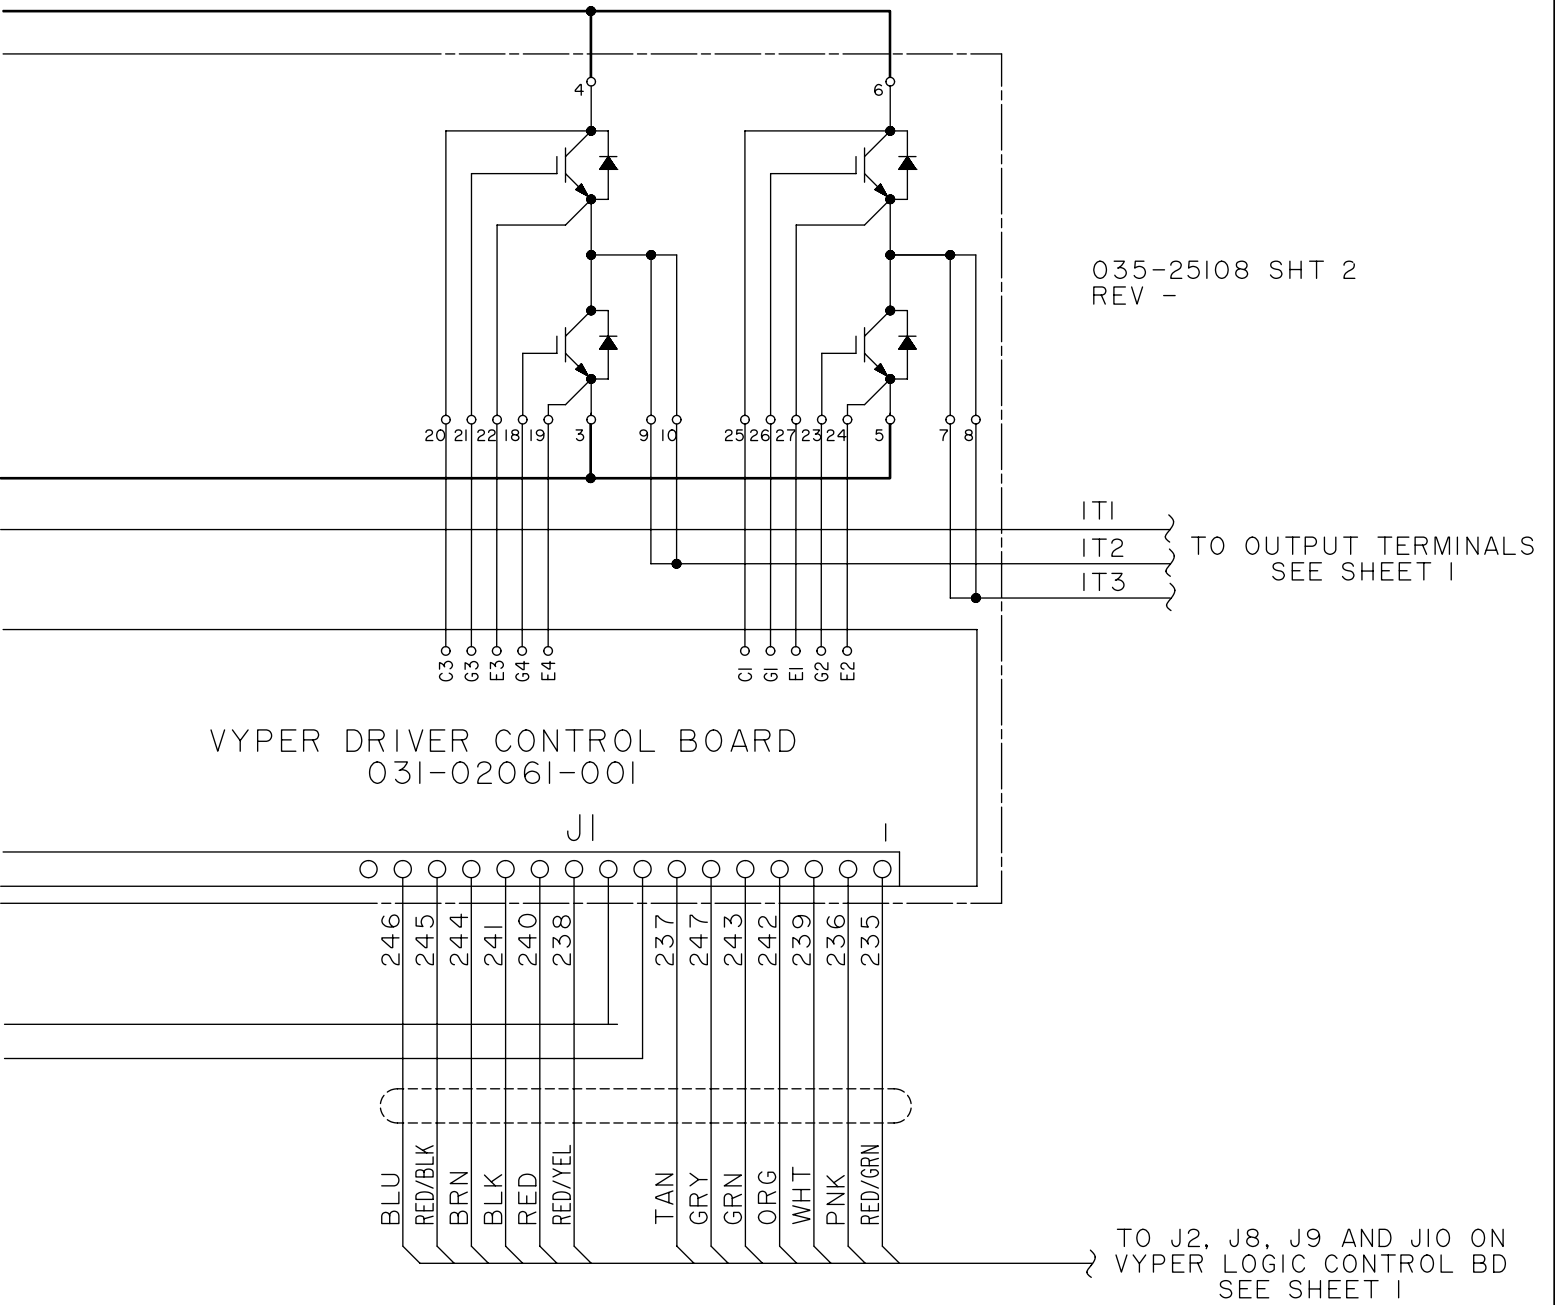 4 6
035-25108 SHT 2
REV -
20 21 22 18 19 3 9 10 25 26 27 23 24 5 7 8
1T1
1T2
1T3
TO OUTPUT TERMINALS
SEE SHEET 1
C3 G3 E3 G4 E4 C1 G1 E1 G2 E2
VYPER DRIVER CONTROL BOARD
031-02061-001
J1 1
246 245 244 241 240 238 237 247 243 242 239 236 235
BLU RED/BLK BRN BLK RED RED/YEL TAN GRY GRN ORG WHT PNK RED/GRN
TO J2, J8, J9 AND J10 ON
VYPER LOGIC CONTROL BD
SEE SHEET 1